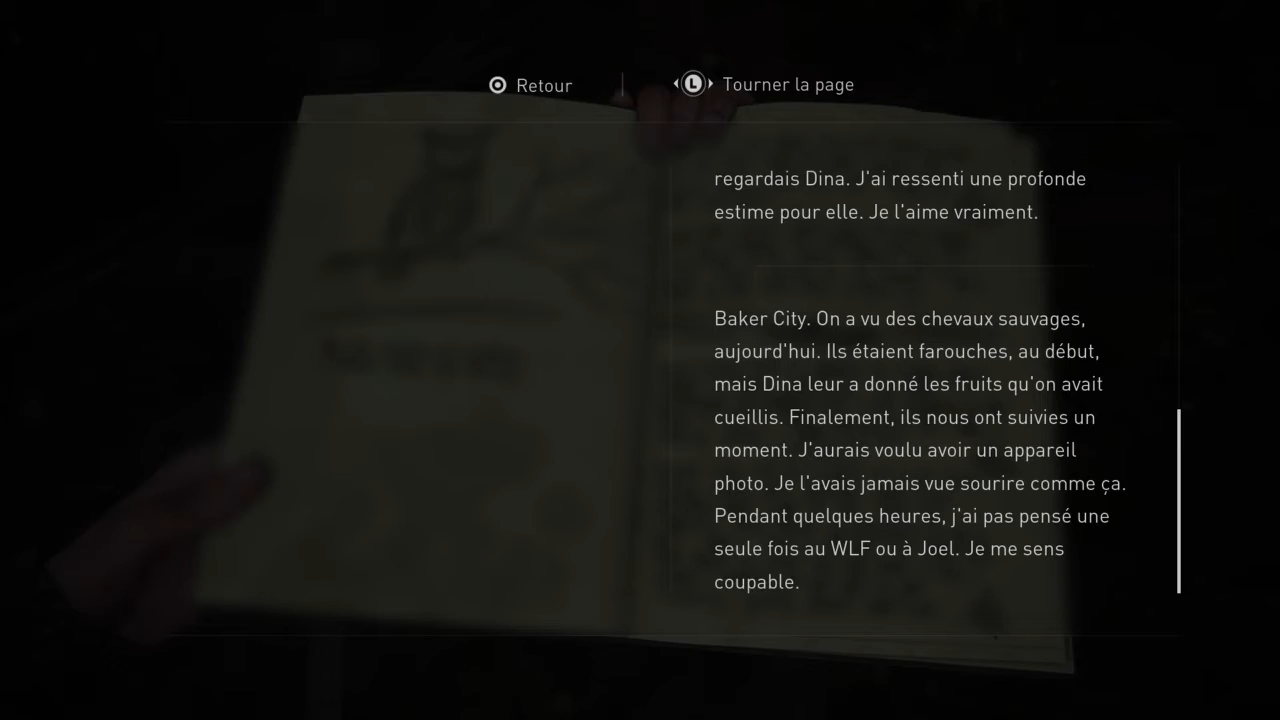 Retour
L Tourner la page
regardais Dina. J'ai ressenti une profonde
estime pour elle. Je l'aime vraiment.
Baker City. On a vu des chevaux sauvages,
aujourd'hui. Ils étaient farouches, au début,
mais Dina leur a donné les fruits qu'on avait
cueillis. Finalement, ils nous ont suivies un
moment. J'aurais voulu avoir un appareil
photo. Je l'avais jamais vue sourire comme ça.
Pendant quelques heures, j'ai pas pensé une
seule fois au WLF ou à Joel. Je me sens
coupable.